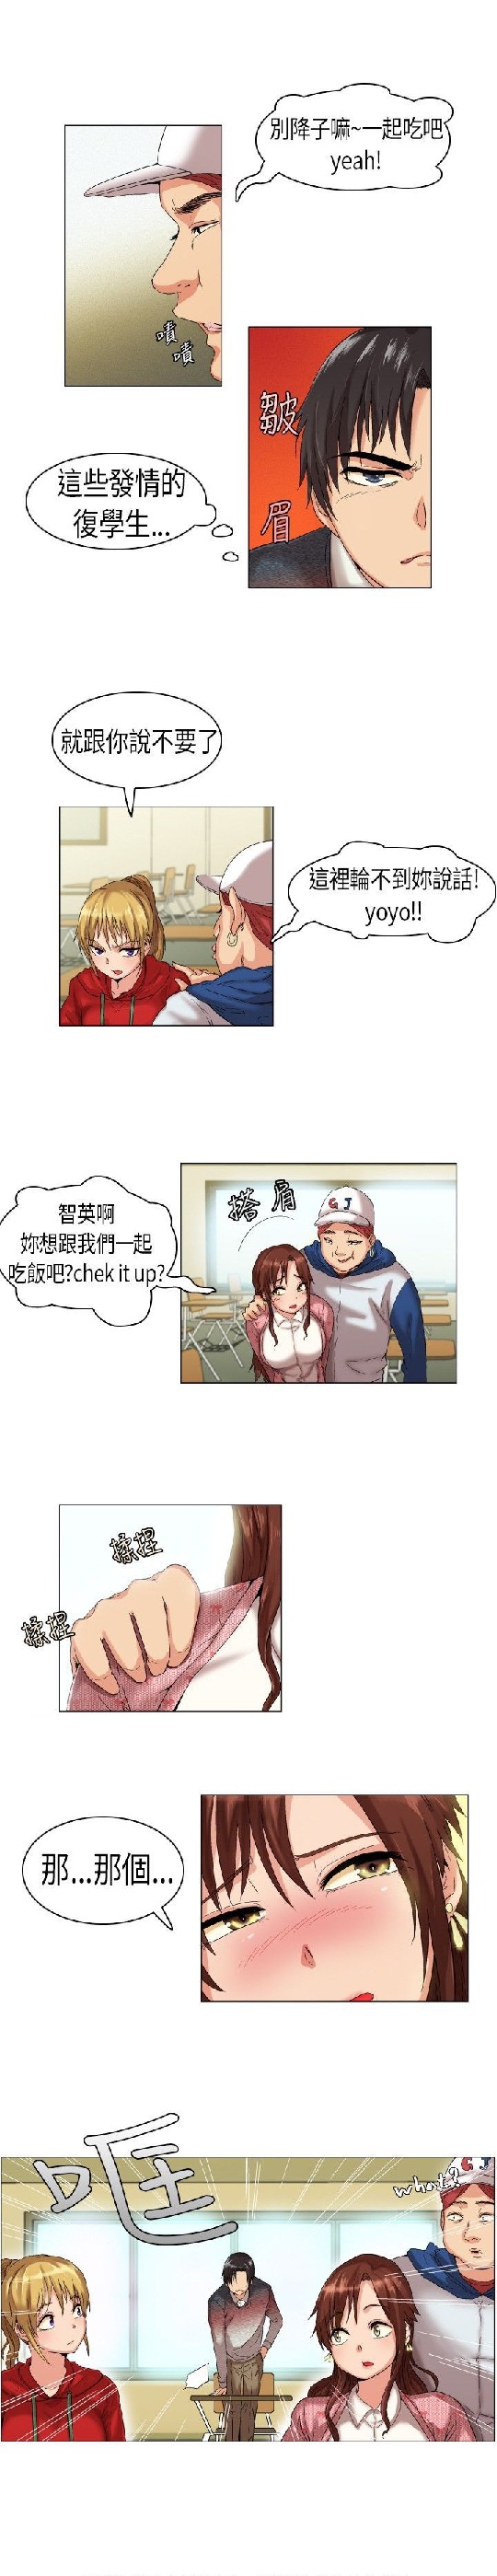 別降子嘛~一起吃吧
yeah!
嘖
嘖
皺
眉
這些發情的
復學生...
就跟你說不要了
這裡輪不到妳說話!
yoyo!!
搭肩
C J
智英啊
妳想跟我們一起
吃飯吧?chek it up?
揉捏
揉捏
那...那個...
哐
what?
C J